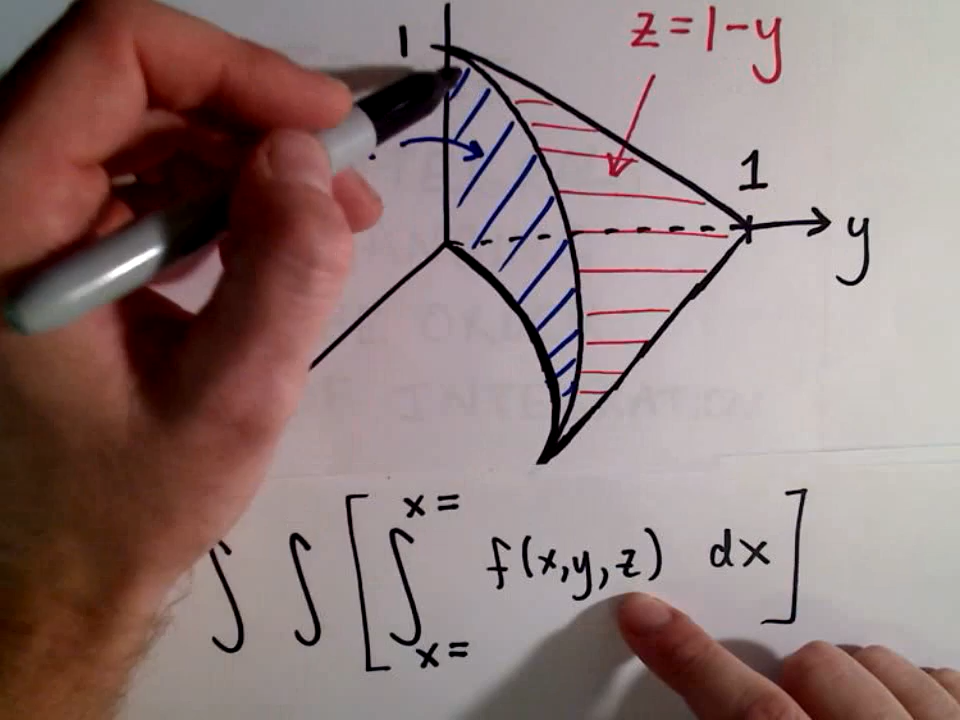 z = 1 - y
1
1
y
x =
∫ ∫ [ ∫ f(x,y,z) dx ]
x =